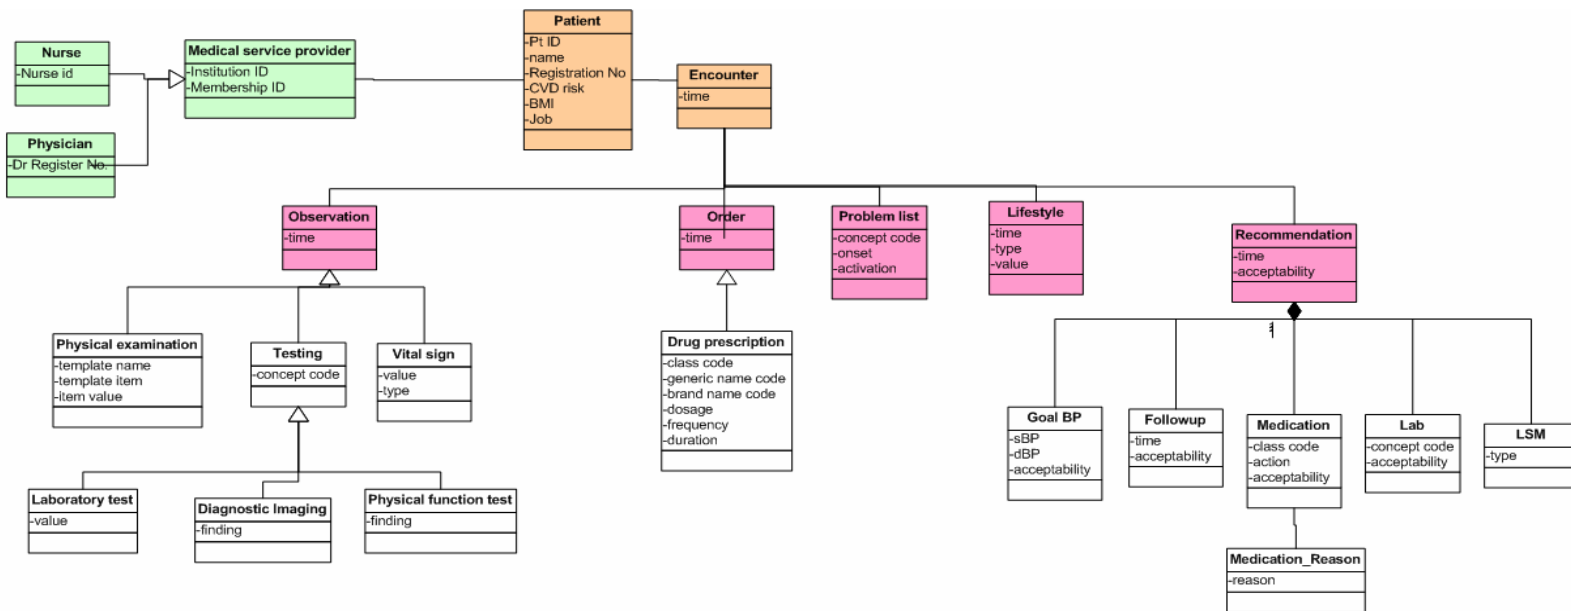 Patient
-Pt ID
-name
-Registration No
-CVD risk
-BMI
-Job
Nurse
-Nurse id
Medical service provider
-Institution ID
-Membership ID
Encounter
-time
Physician
-Dr Register No.
Observation
-time
Order
-time
Problem list
-concept code
-onset
-activation
Lifestyle
-time
-type
-value
Recommendation
-time
-acceptability
Physical examination
-template name
-template item
-item value
Testing
-concept code
Vital sign
-value
-type
Drug prescription
-class code
-generic name code
-brand name code
-dosage
-frequency
-duration
Goal BP
-sBP
-dBP
-acceptability
Followup
-time
-acceptability
Medication
-class code
-action
-acceptability
Lab
-concept code
-acceptability
LSM
-type
Laboratory test
-value
Diagnostic Imaging
-finding
Physical function test
-finding
Medication_Reason
-reason